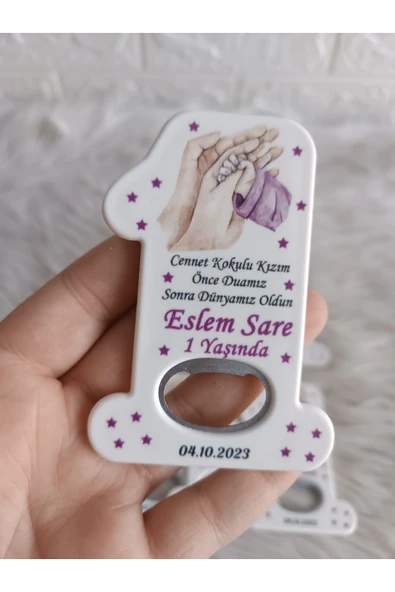 Cennet Kokulu Kızım
Önce Duamız
Sonra Dünyamız Oldun
Eslem Sare
1 Yaşında
04.10.2023